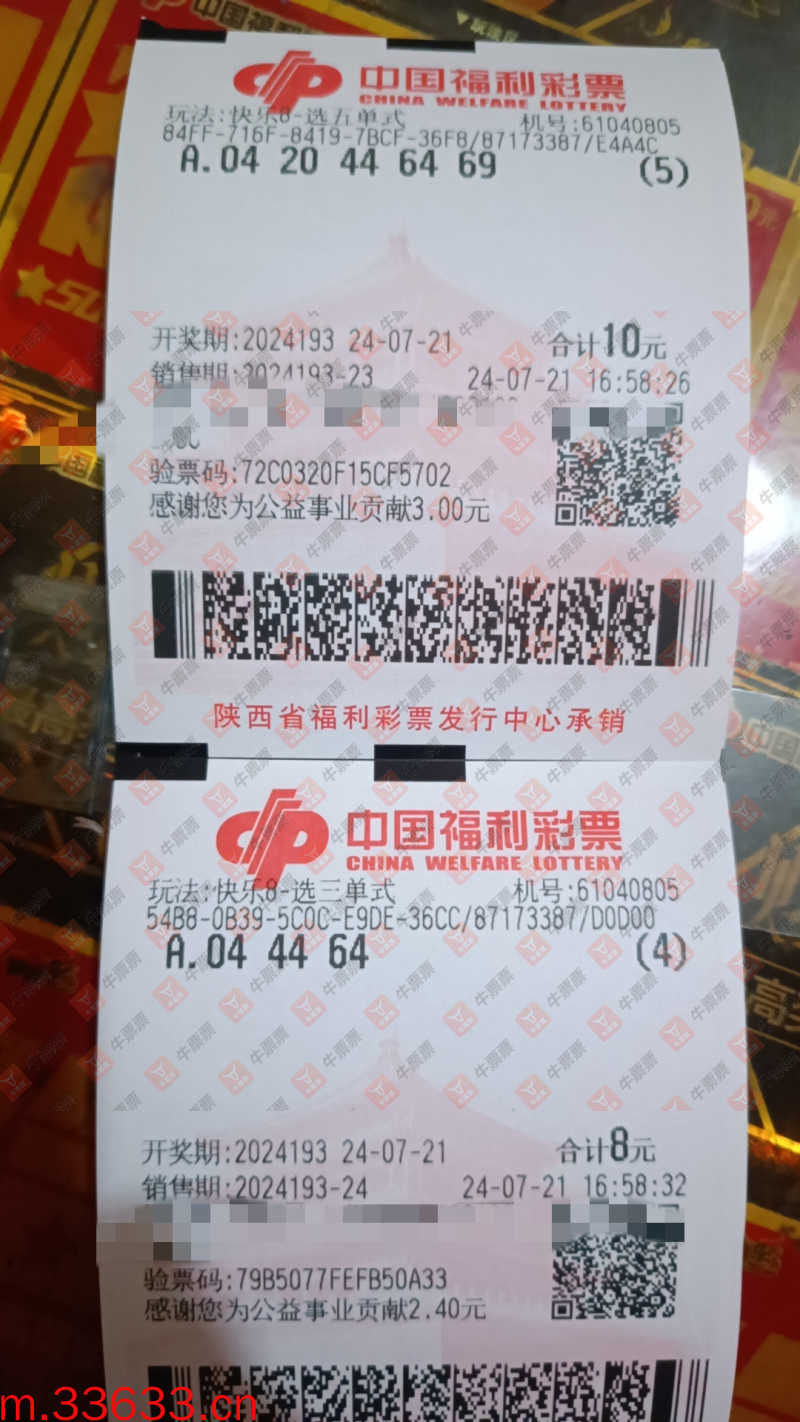 中国福利彩票
CHINA WELFARE LOTTERY
玩法:快乐8-选五单式 机号:61040805
84FF-716F-8419-7BCF-36F8/87173387/E4A4C
A.04 20 44 64 69 (5)
开奖期:2024193 24-07-21 合计10元
销售期:2024193-23 24-07-21 16:58:26
验票码:72C0320F15CF5702
感谢您为公益事业贡献3.00元
陕西省福利彩票发行中心承销
中国福利彩票
CHINA WELFARE LOTTERY
玩法:快乐8-选三单式 机号:61040805
54B8-0B39-5C0C-E9DE-36CC/87173387/D0D00
A.04 44 64 (4)
开奖期:2024193 24-07-21 合计8元
销售期:2024193-24 24-07-21 16:58:32
验票码:79B5077FEFB50A33
感谢您为公益事业贡献2.40元
牛票票
m.33633.cn